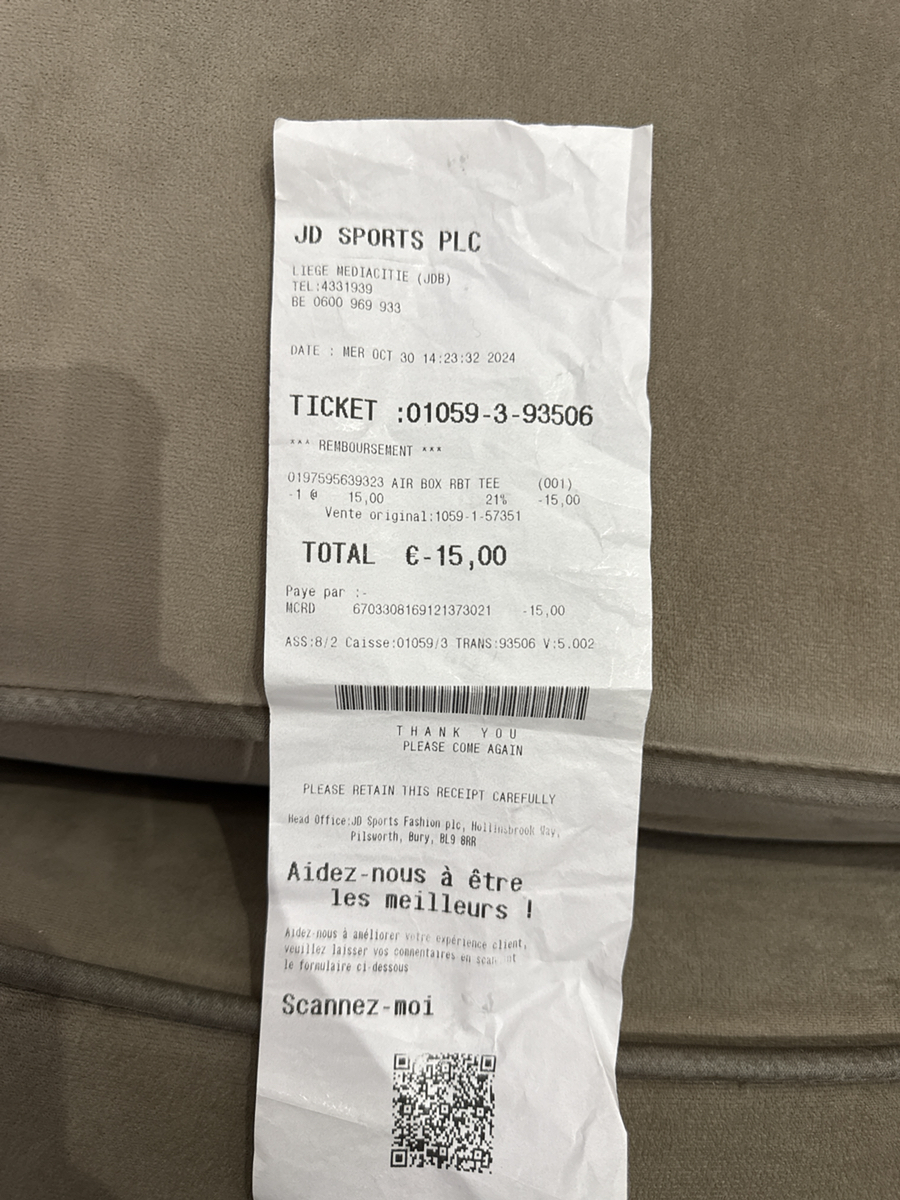 JD SPORTS PLC
LIEGE MEDIACITIE (JDB)
TEL:4331939
BE 0600 969 933
DATE : MER OCT 30 14:23:32 2024
TICKET :01059-3-93506
*** REMBOURSEMENT ***
0197595639323 AIR BOX RBT TEE (001)
-1 @ 15,00 21% -15,00
Vente original:1059-1-57351
TOTAL €-15,00
Paye par :-
MCRD 6703308169121373021 -15,00
ASS:8/2 Caisse:01059/3 TRANS:93506 V:5.002
THANK YOU
PLEASE COME AGAIN
PLEASE RETAIN THIS RECEIPT CAREFULLY
Head Office:JD Sports Fashion plc, Hollinsbrook Way,
Pilsworth, Bury, BL9 8RR
Aidez-nous à être
les meilleurs !
Aidez-nous à améliorer votre expérience client,
veuillez laisser vos commentaires en
le formulaire ci-dessous
Scannez-moi